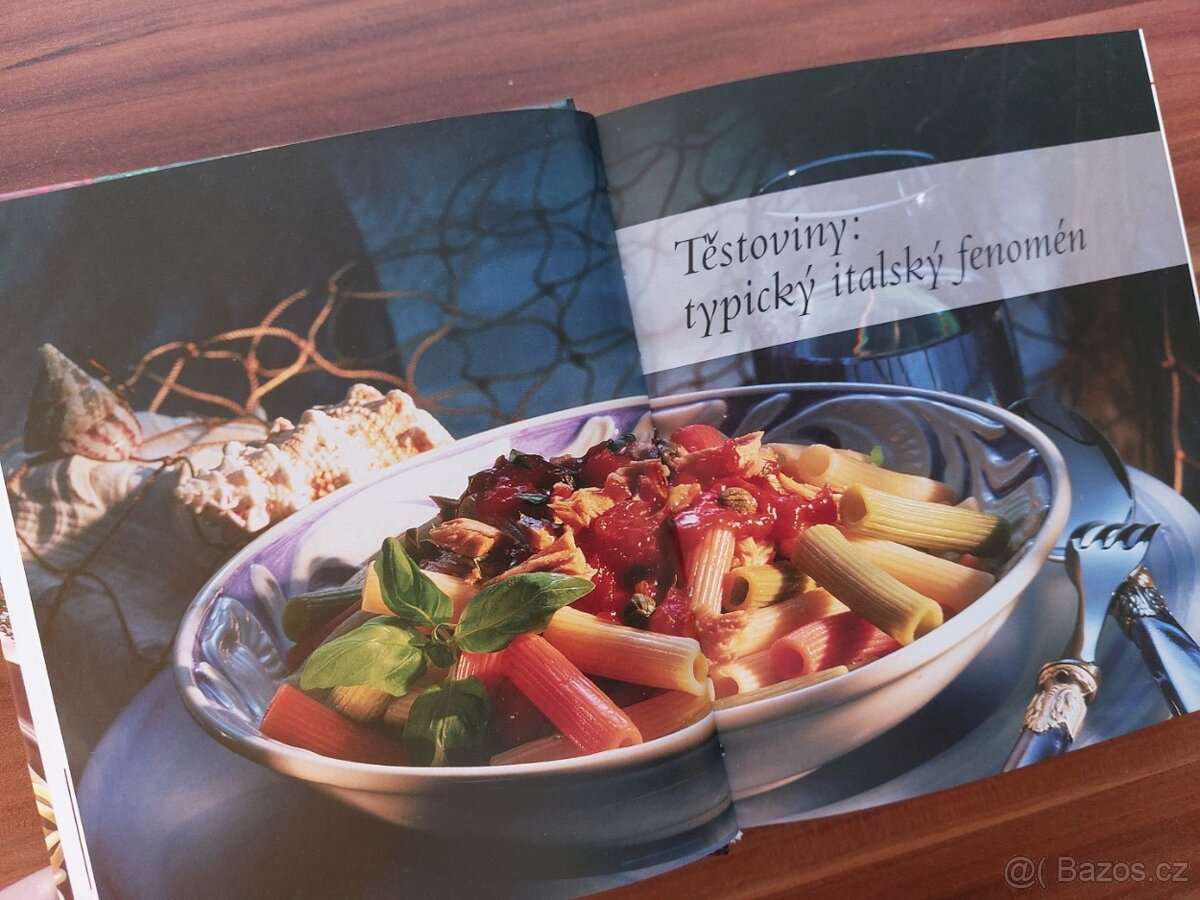 Těstoviny:
typický italský fenomén
@( Bazos.cz